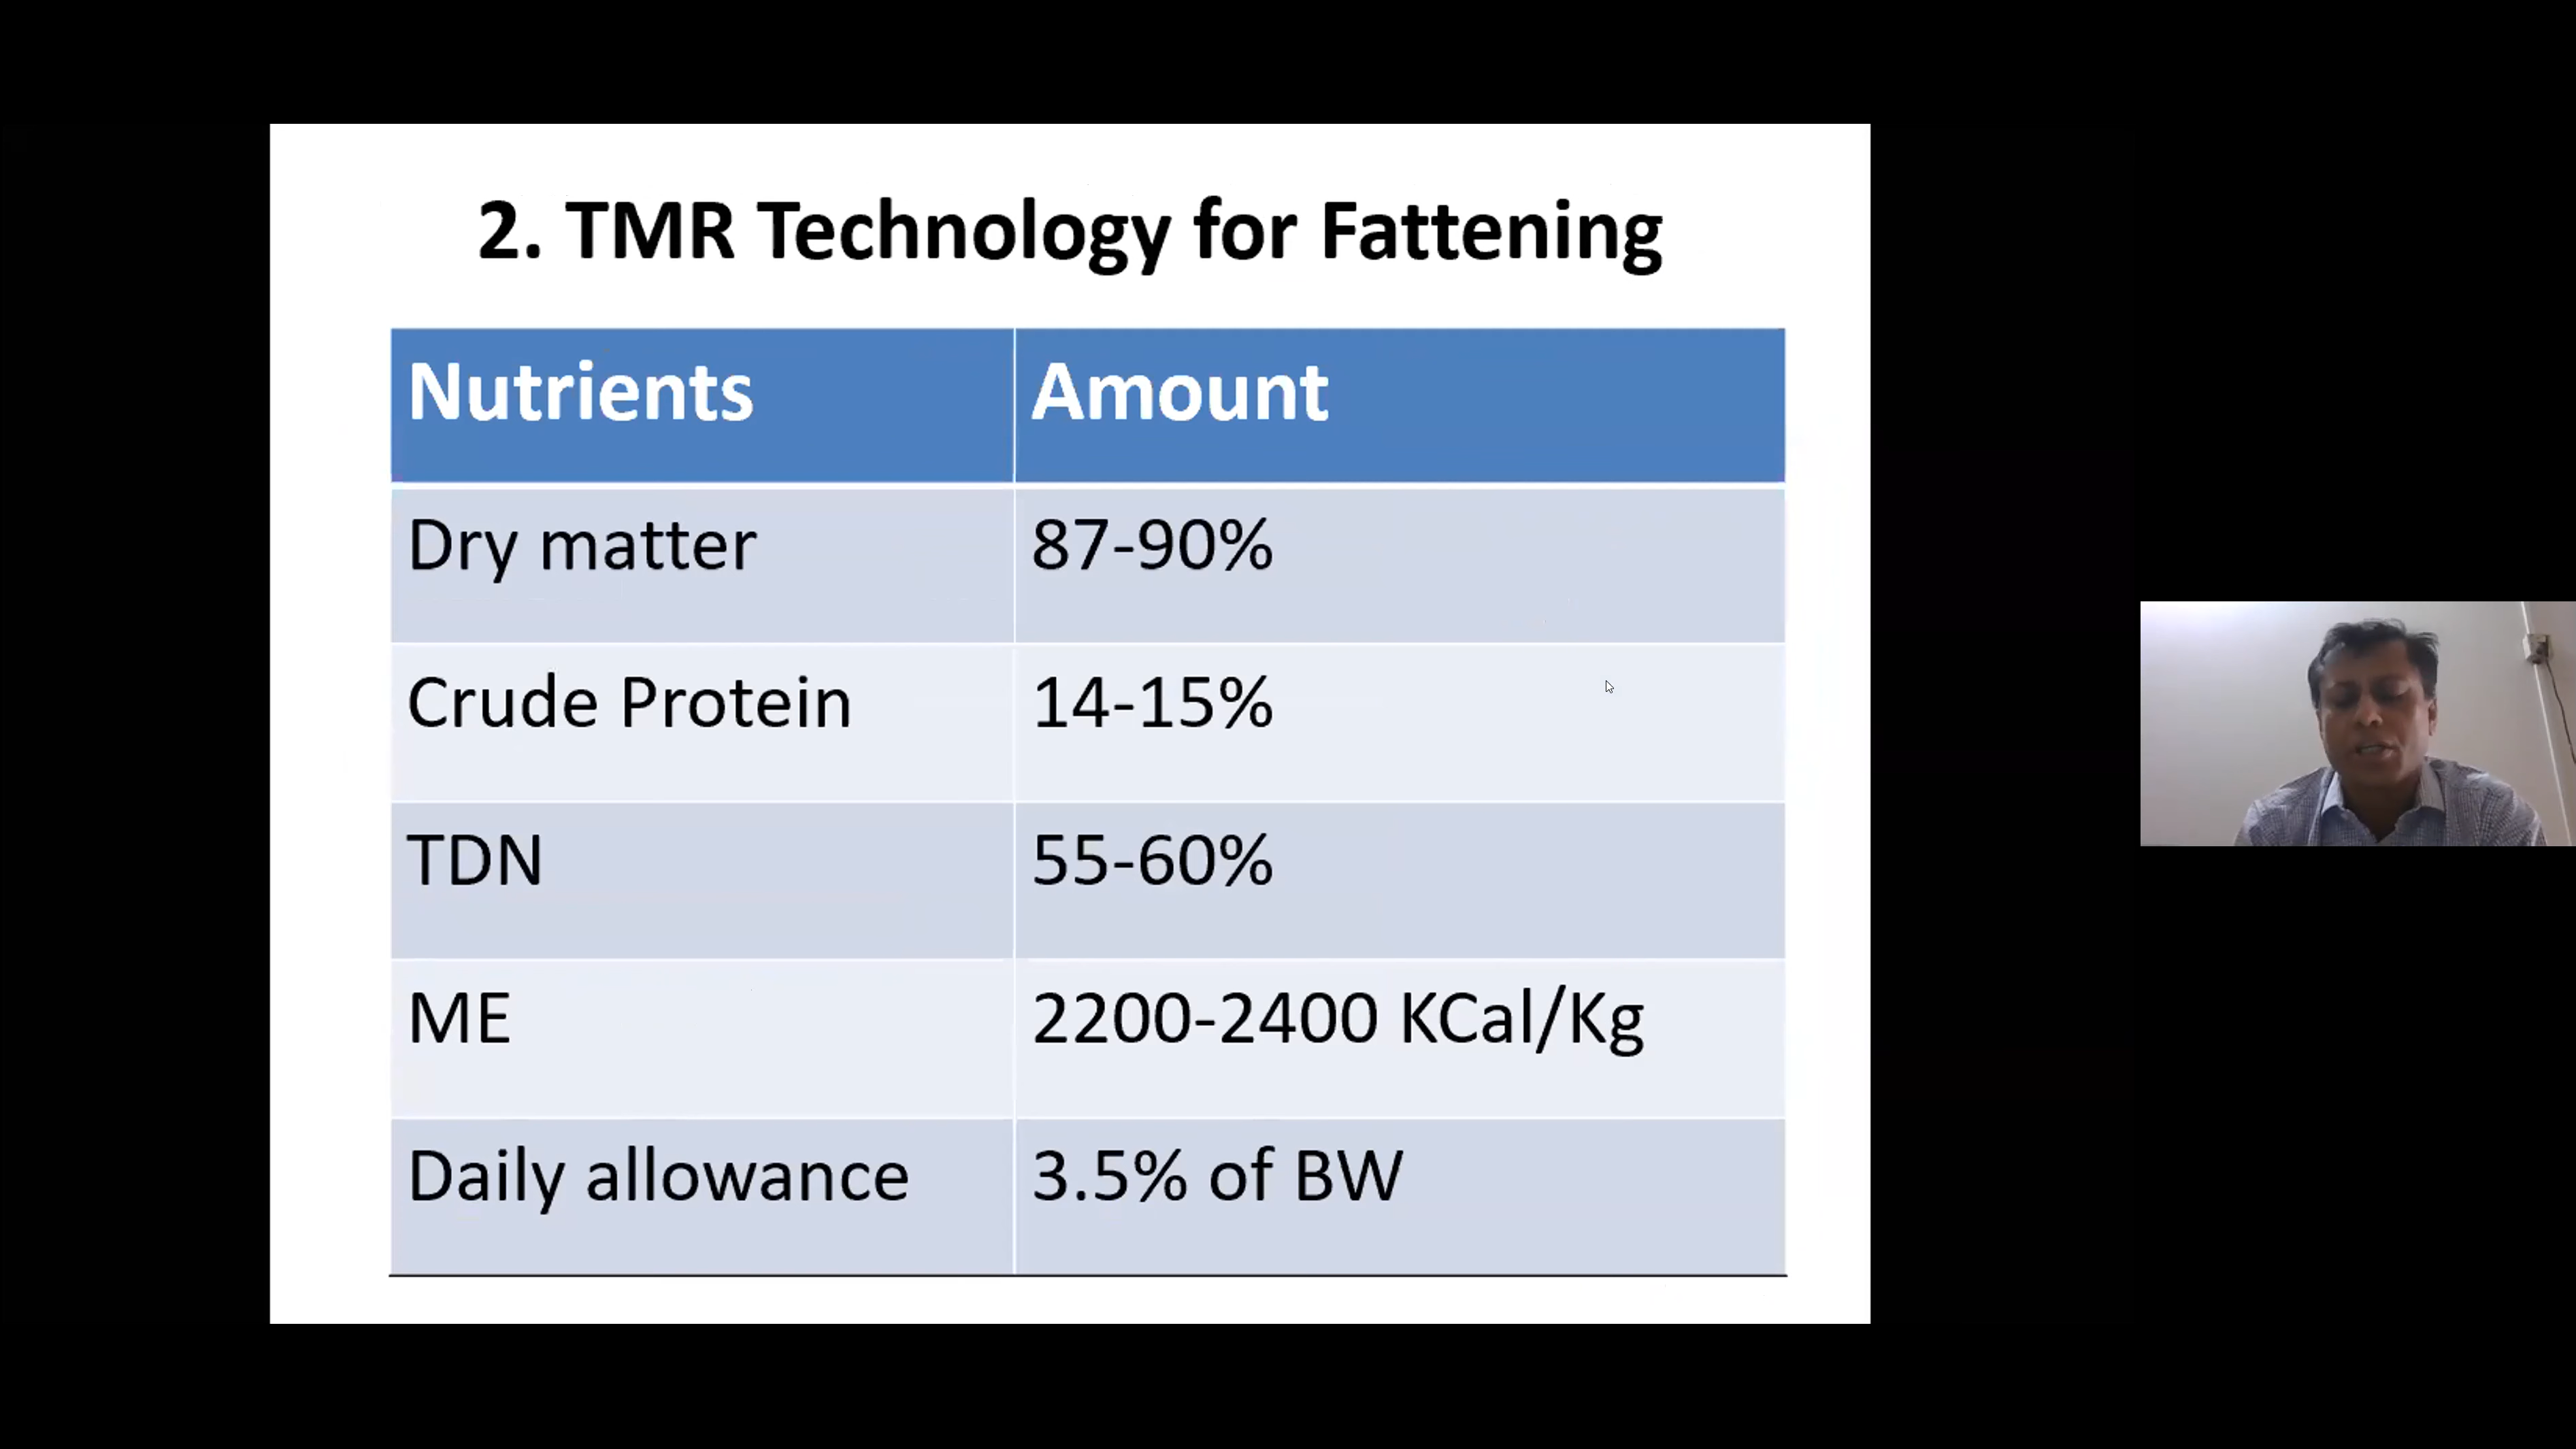 2. TMR Technology for Fattening
Nutrients Amount
Dry matter 87-90%
Crude Protein 14-15%
TDN 55-60%
ME 2200-2400 KCal/Kg
Daily allowance 3.5% of BW